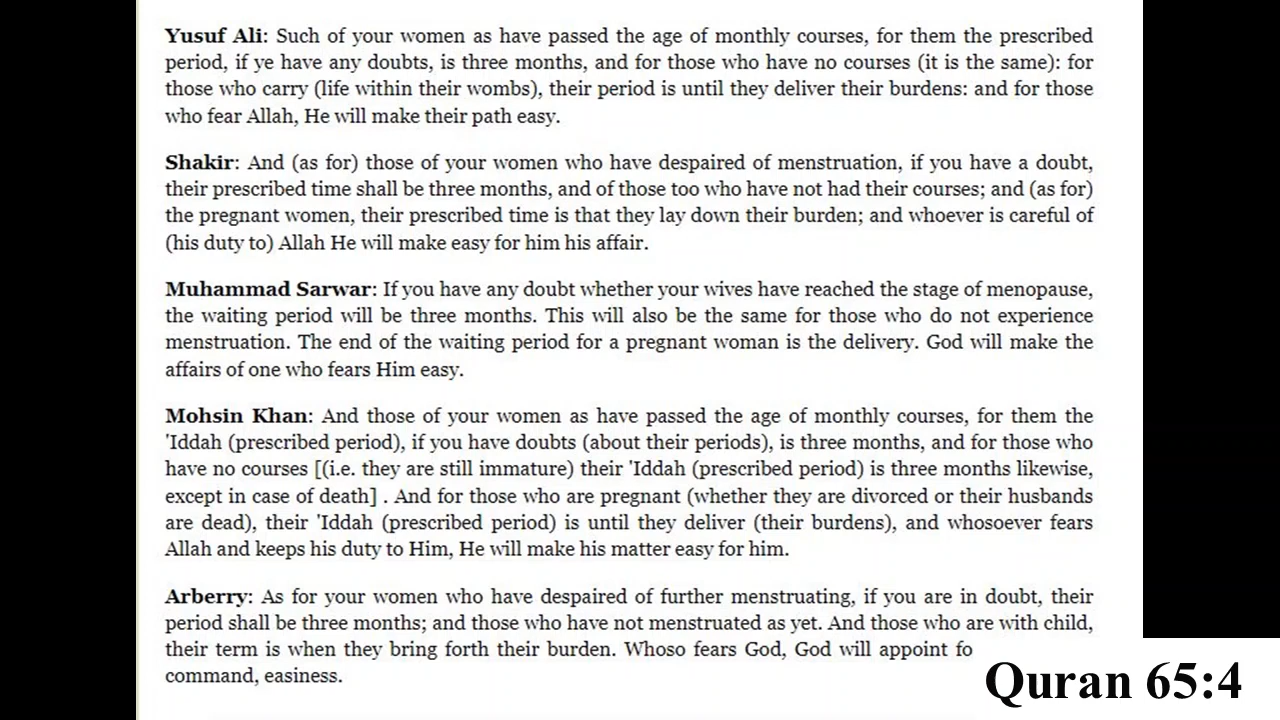 Yusuf Ali: Such of your women as have passed the age of monthly courses, for them the prescribed
period, if ye have any doubts, is three months, and for those who have no courses (it is the same): for
those who carry (life within their wombs), their period is until they deliver their burdens: and for those
who fear Allah, He will make their path easy.
Shakir: And (as for) those of your women who have despaired of menstruation, if you have a doubt,
their prescribed time shall be three months, and of those too who have not had their courses; and (as for)
the pregnant women, their prescribed time is that they lay down their burden; and whoever is careful of
(his duty to) Allah He will make easy for him his affair.
Muhammad Sarwar: If you have any doubt whether your wives have reached the stage of menopause,
the waiting period will be three months. This will also be the same for those who do not experience
menstruation. The end of the waiting period for a pregnant woman is the delivery. God will make the
affairs of one who fears Him easy.
Mohsin Khan: And those of your women as have passed the age of monthly courses, for them the
'Iddah (prescribed period), if you have doubts (about their periods), is three months, and for those who
have no courses [(i.e. they are still immature) their 'Iddah (prescribed period) is three months likewise,
except in case of death] . And for those who are pregnant (whether they are divorced or their husbands
are dead), their 'Iddah (prescribed period) is until they deliver (their burdens), and whosoever fears
Allah and keeps his duty to Him, He will make his matter easy for him.
Arberry: As for your women who have despaired of further menstruating, if you are in doubt, their
period shall be three months; and those who have not menstruated as yet. And those who are with child,
their term is when they bring forth their burden. Whoso fears God, God will appoint fo
command, easiness.
Quran 65:4